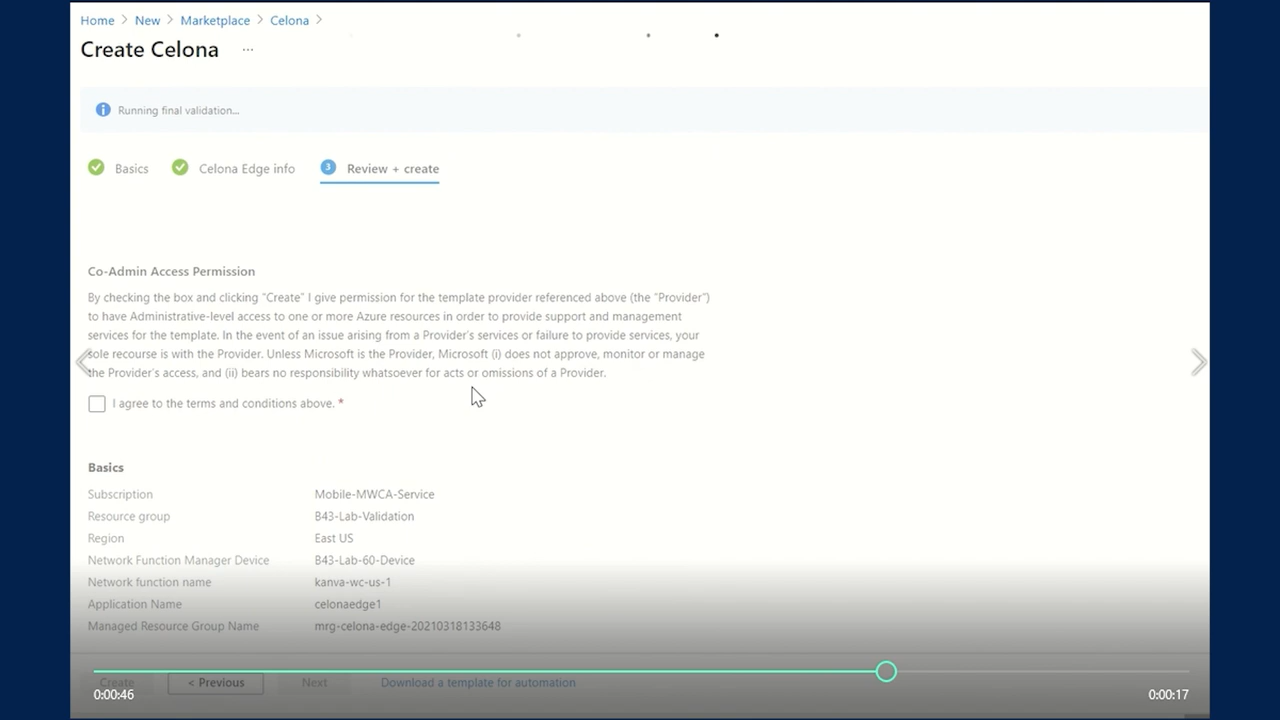 Home > New > Marketplace > Celona >
Create Celona ...
Running final validation...
Basics Celona Edge info 3 Review + create
Co-Admin Access Permission
By checking the box and clicking "Create" I give permission for the template provider referenced above (the "Provider")
to have Administrative-level access to one or more Azure resources in order to provide support and management
services for the template. In the event of an issue arising from a Provider's services or failure to provide services, your
sole recourse is with the Provider. Unless Microsoft is the Provider, Microsoft (i) does not approve, monitor or manage
the Provider's access, and (ii) bears no responsibility whatsoever for acts or omissions of a Provider.
I agree to the terms and conditions above. *
Basics
Subscription Mobile-MWCA-Service
Resource group B43-Lab-Validation
Region East US
Network Function Manager Device B43-Lab-60-Device
Network function name kanva-wc-us-1
Application Name celonaedge1
Managed Resource Group Name mrg-celona-edge-20210318133648
Create < Previous Next Download a template for automation
0:00:46 0:00:17